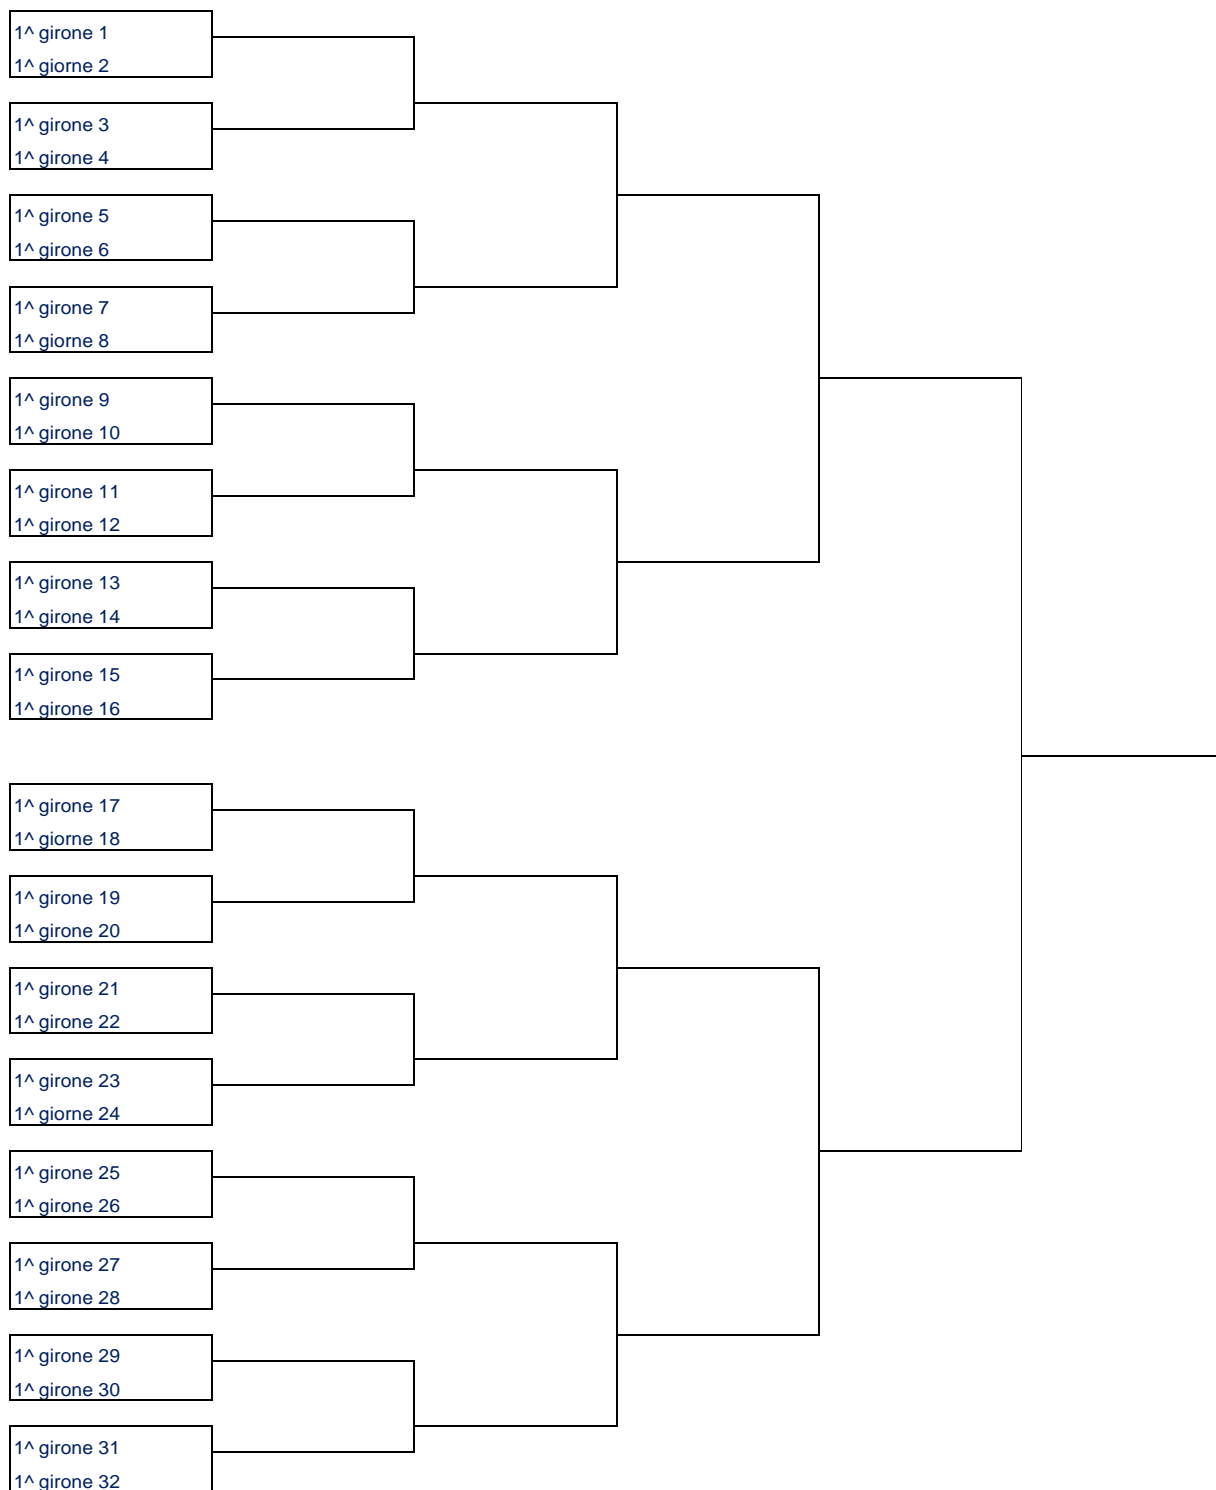 1^ girone 1
1^ giorne 2
1^ girone 3
1^ girone 4
1^ girone 5
1^ girone 6
1^ girone 7
1^ giorne 8
1^ girone 9
1^ girone 10
1^ girone 11
1^ girone 12
1^ girone 13
1^ girone 14
1^ girone 15
1^ girone 16
1^ girone 17
1^ giorne 18
1^ girone 19
1^ girone 20
1^ girone 21
1^ girone 22
1^ girone 23
1^ giorne 24
1^ girone 25
1^ girone 26
1^ girone 27
1^ girone 28
1^ girone 29
1^ girone 30
1^ girone 31
1^ girone 32